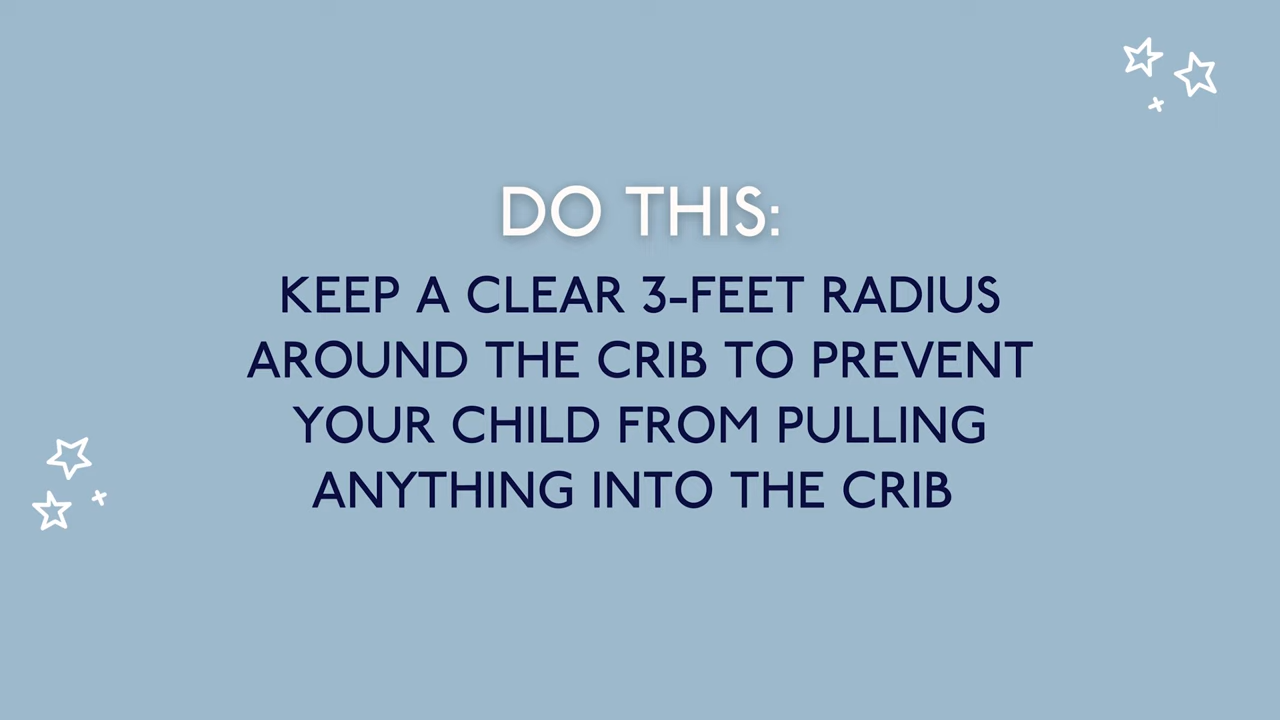 DO THIS:
KEEP A CLEAR 3-FEET RADIUS
AROUND THE CRIB TO PREVENT
YOUR CHILD FROM PULLING
ANYTHING INTO THE CRIB